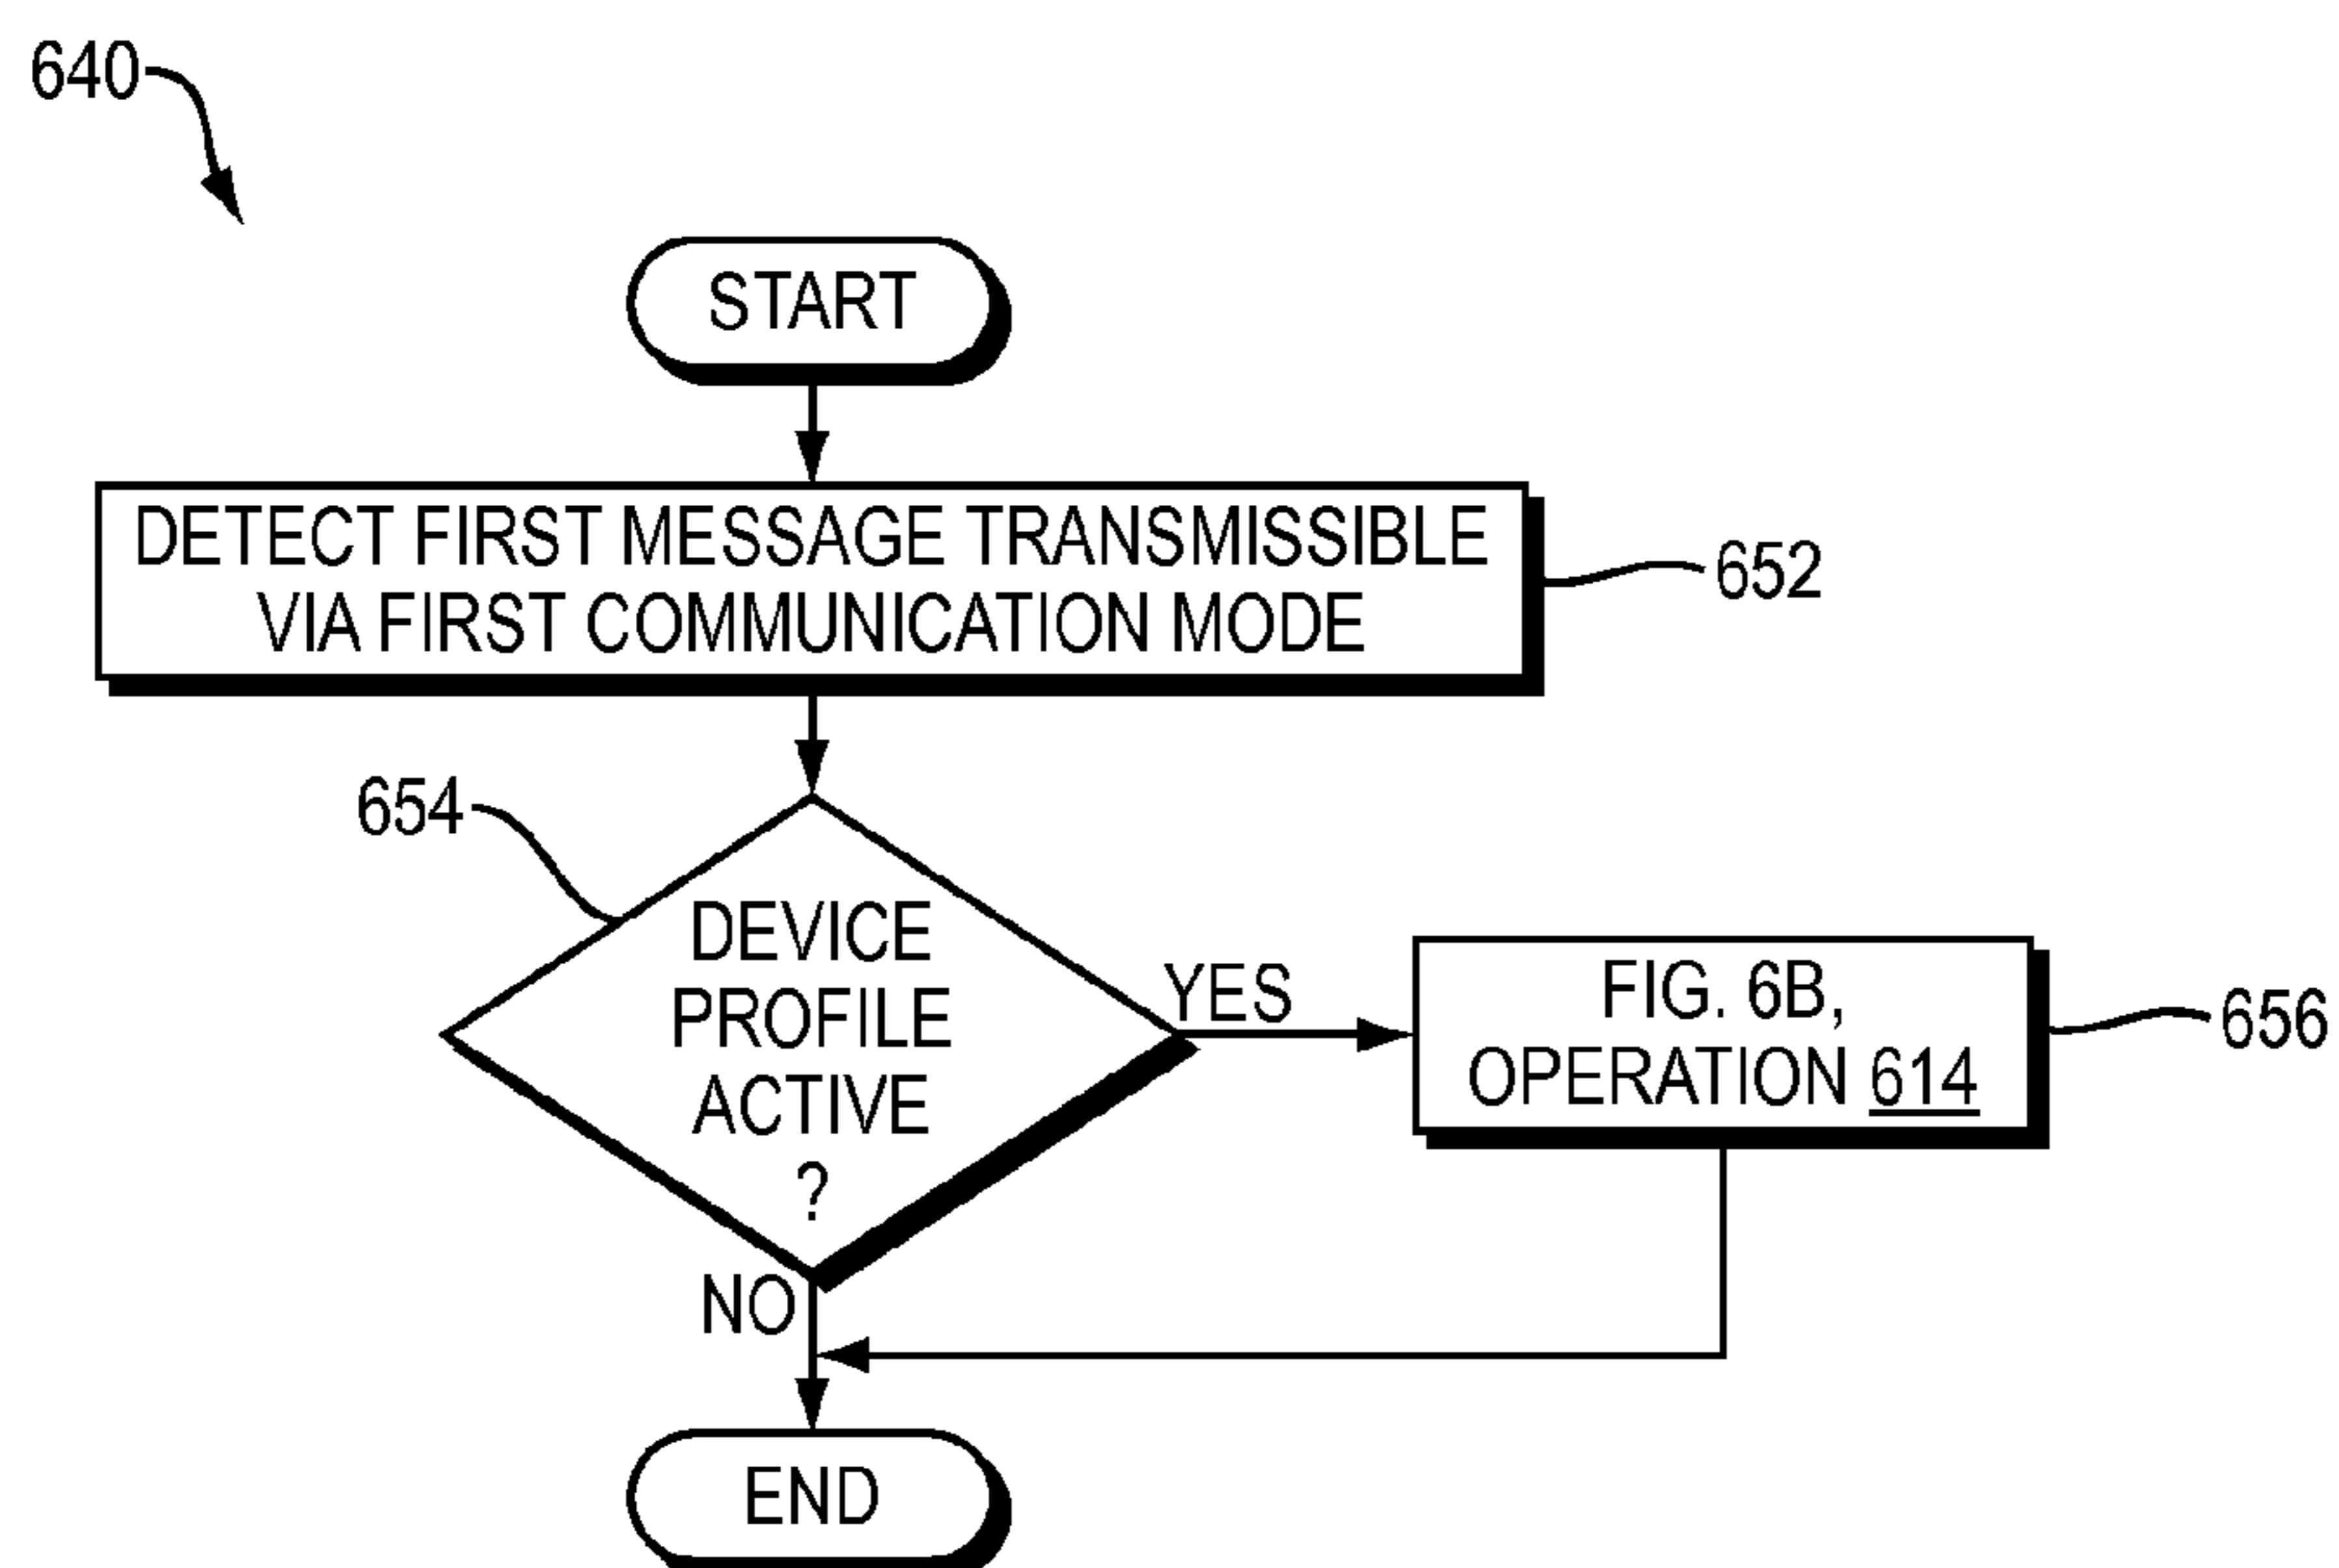 640
START
DETECT FIRST MESSAGE TRANSMISSIBLE
VIA FIRST COMMUNICATION MODE
652
654
DEVICE
PROFILE
ACTIVE
?
YES
FIG. 6B,
OPERATION 614
656
NO
END